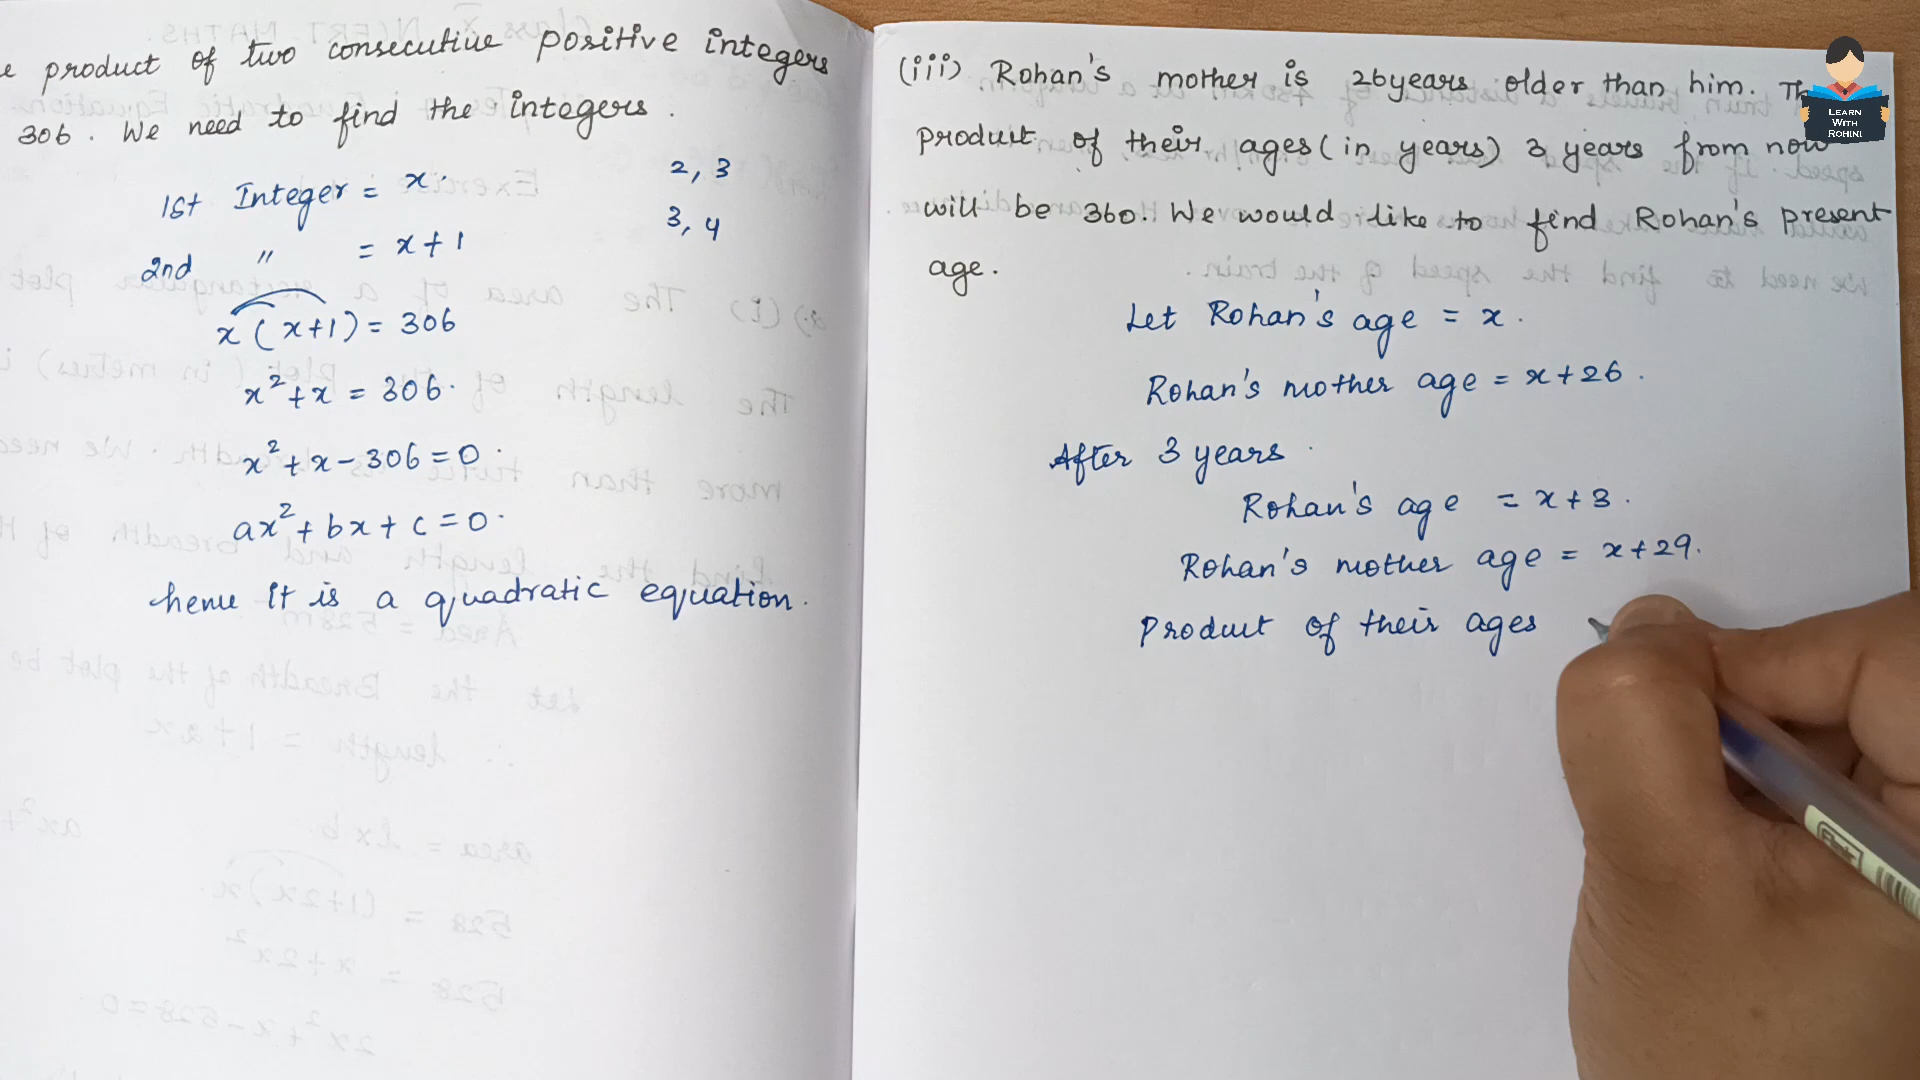 e product of two consecutive positive integers
306. We need to find the integers.
1st Integer = x.
2nd " = x+1
2, 3
3, 4
x(x+1) = 306
x²+x = 306.
x²+x-306=0.
ax²+bx+c=0.
hence it is a quadratic equation.
(iii) Rohan's mother is 26years older than him. Th
product of their ages (in years) 3 years from now
will be 360. We would like to find Rohan's present
age.
Let Rohan's age = x.
Rohan's mother age = x+26.
After 3 years.
Rohan's age = x+3.
Rohan's mother age = x+29.
Product of their ages
LEARN
WITH
ROHINI